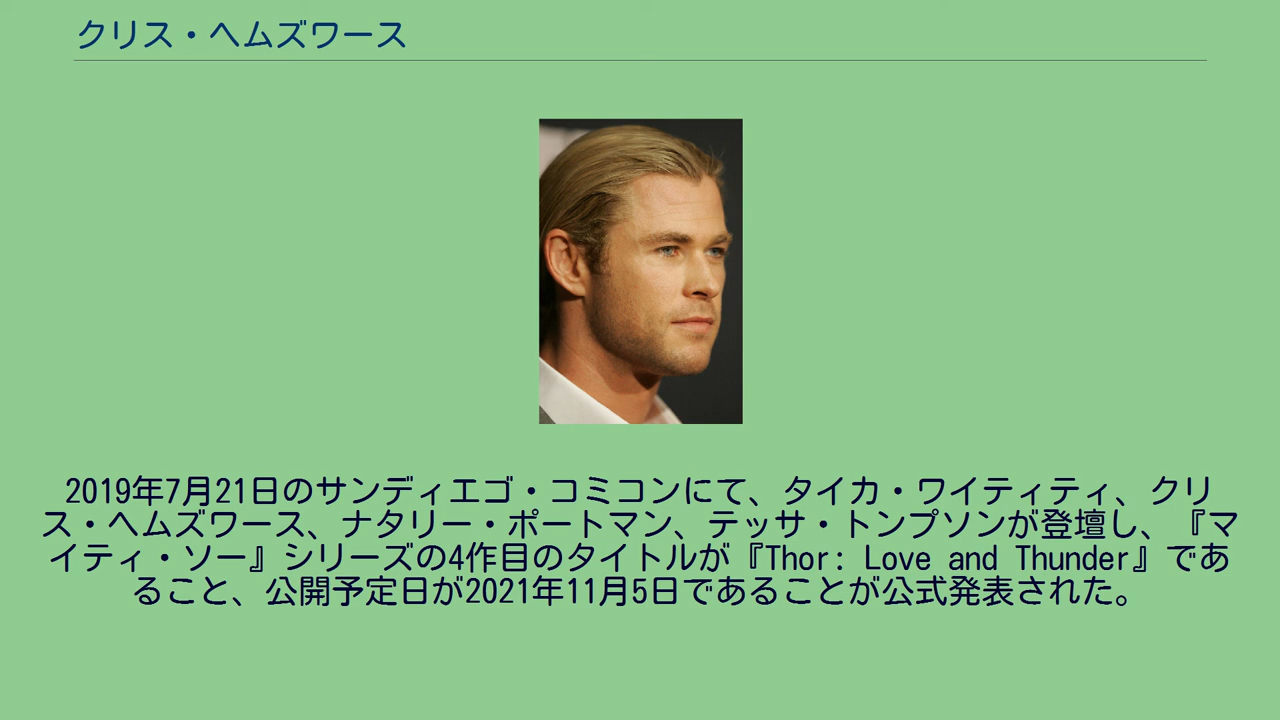 クリス・ヘムズワース
2019年7月21日のサンディエゴ・コミコンにて、タイカ・ワイティティ、クリ
ス・ヘムズワース、ナタリー・ポートマン、テッサ・トンプソンが登壇し、『マ
イティ・ソー』シリーズの4作目のタイトルが『Thor: Love and Thunder』であ
ること、公開予定日が2021年11月5日であることが公式発表された。